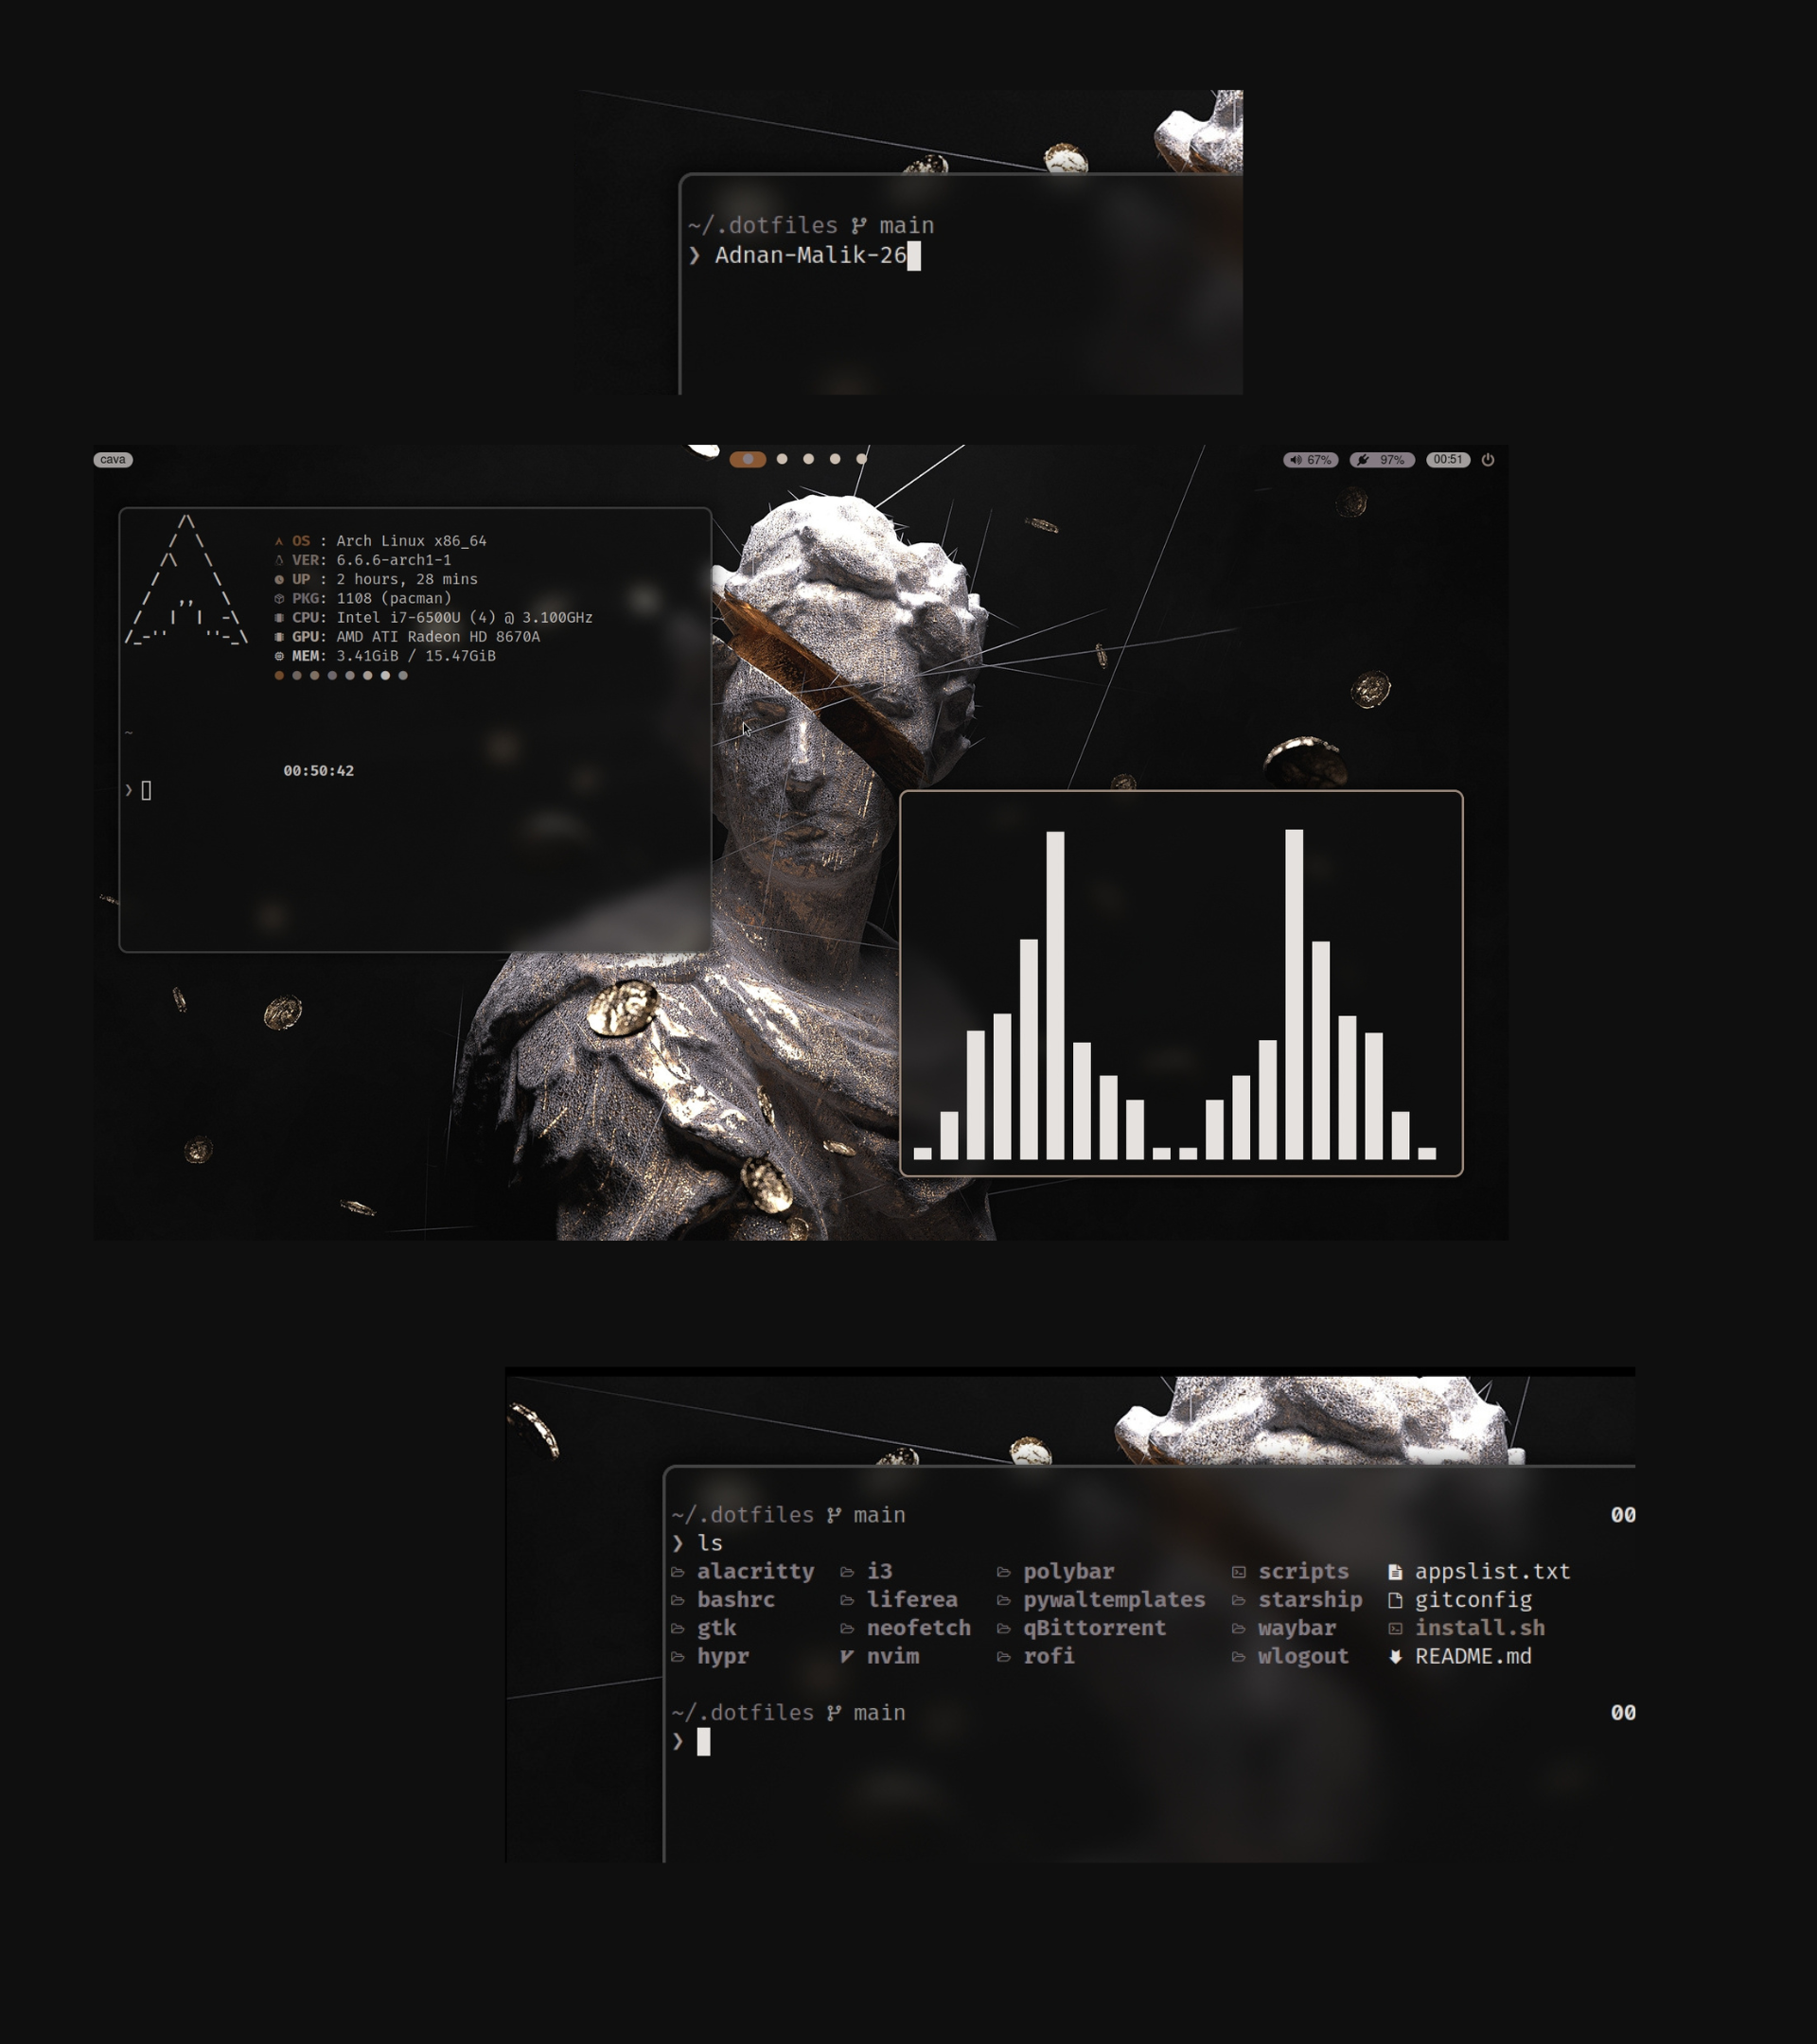 ~/.dotfiles main
❯ Adnan-Malik-26
cava
67% 97% 00:51
OS : Arch Linux x86_64
VER: 6.6.6-arch1-1
UP : 2 hours, 28 mins
PKG: 1108 (pacman)
CPU: Intel i7-6500U (4) @ 3.100GHz
GPU: AMD ATI Radeon HD 8670A
MEM: 3.41GiB / 15.47GiB
~
00:50:42
❯
~/.dotfiles main 00
❯ ls
alacritty i3 polybar scripts appslist.txt
bashrc liferea pywaltemplates starship gitconfig
gtk neofetch qBittorrent waybar install.sh
hypr nvim rofi wlogout README.md
~/.dotfiles main 00
❯